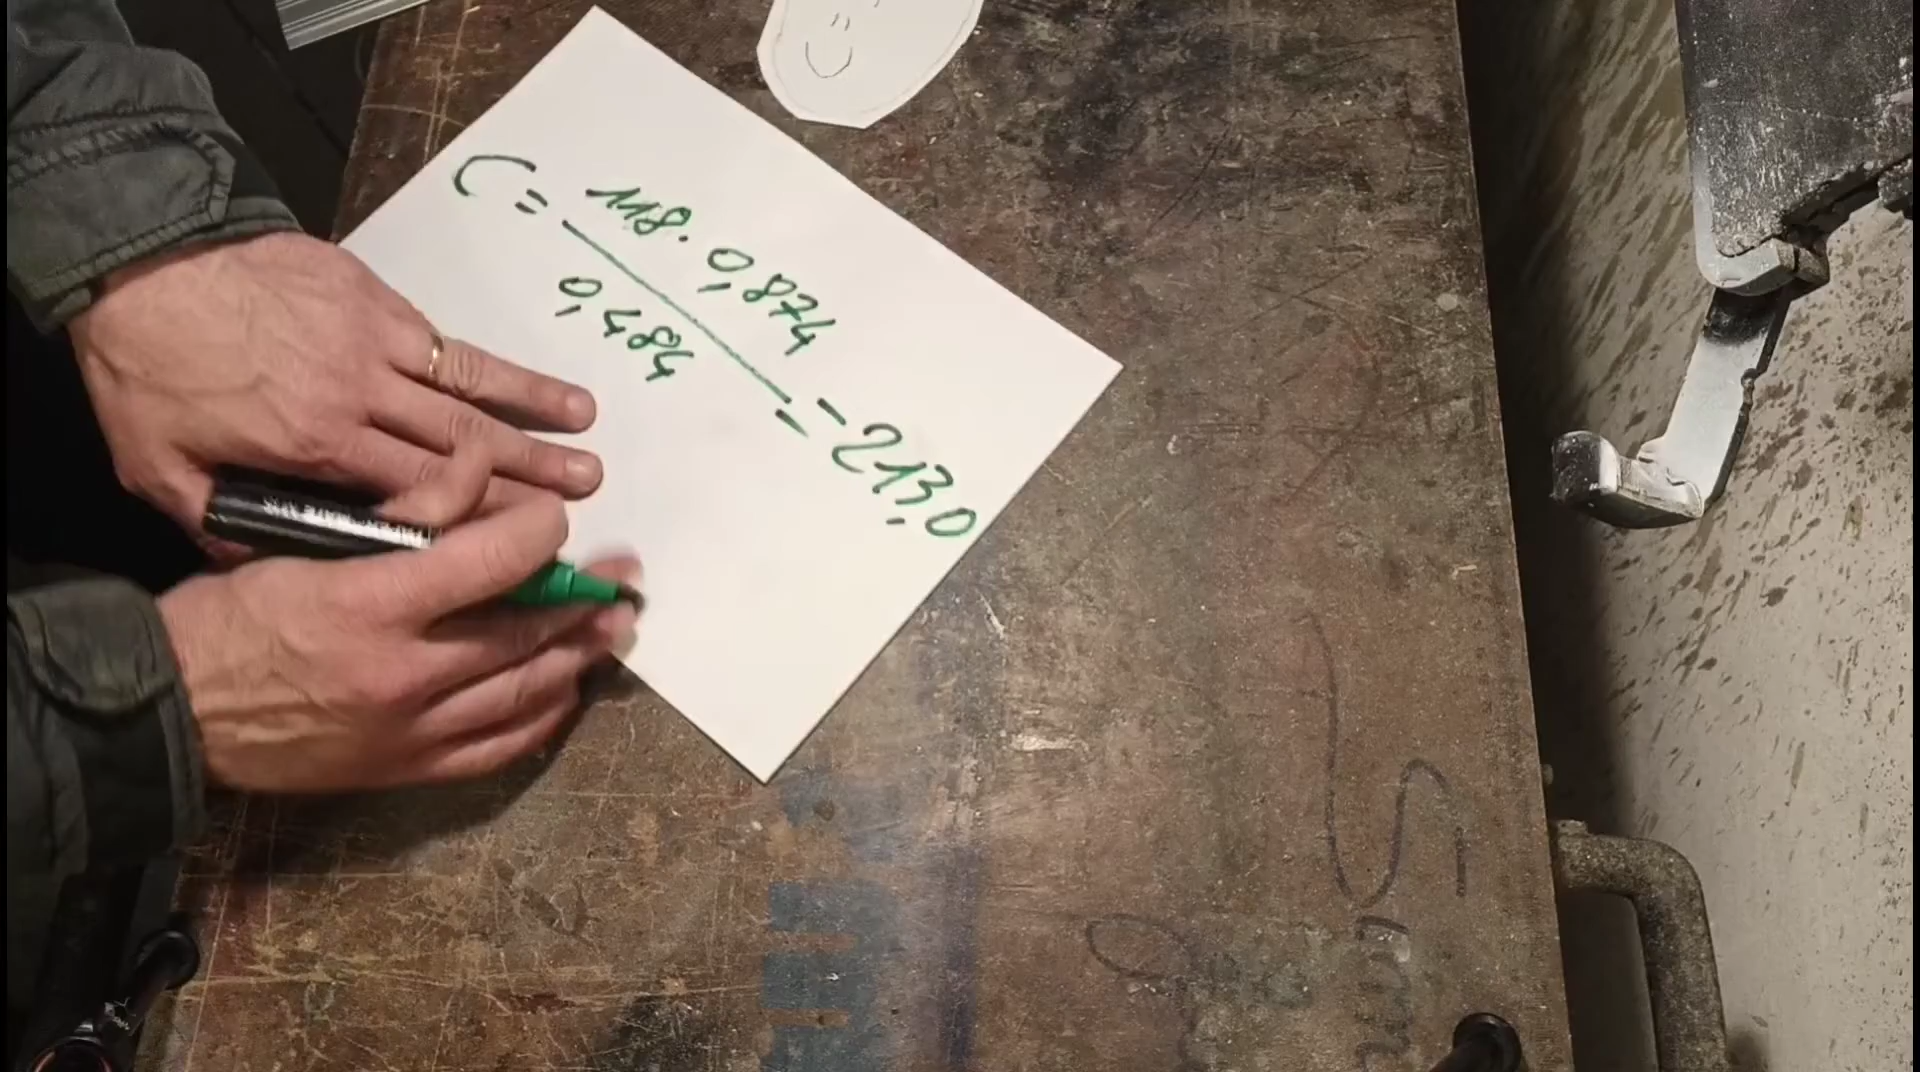 C = 118 · 0,874 / 0,484 = 213,0
C =